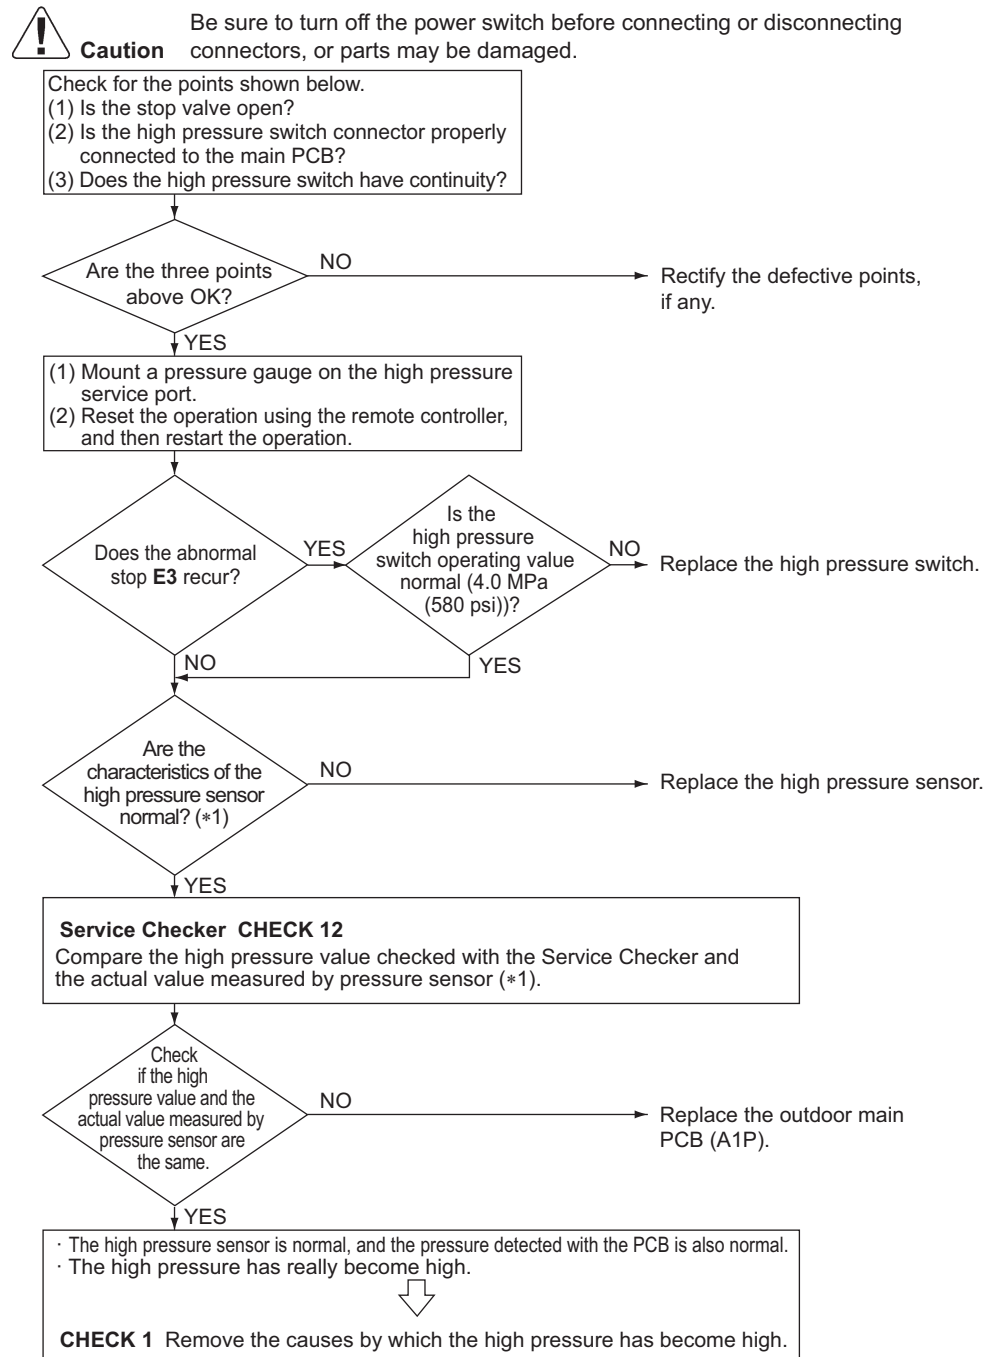 Be sure to turn off the power switch before connecting or disconnecting
Caution connectors, or parts may be damaged.
Check for the points shown below.
(1) Is the stop valve open?
(2) Is the high pressure switch connector properly
connected to the main PCB?
(3) Does the high pressure switch have continuity?
Are the three points
above OK?
NO
Rectify the defective points,
if any.
YES
(1) Mount a pressure gauge on the high pressure
service port.
(2) Reset the operation using the remote controller,
and then restart the operation.
Does the abnormal
stop E3 recur?
YES
Is the
high pressure
switch operating value
normal (4.0 MPa
(580 psi))?
NO
Replace the high pressure switch.
NO
YES
Are the
characteristics of the
high pressure sensor
normal? (*1)
NO
Replace the high pressure sensor.
YES
Service Checker CHECK 12
Compare the high pressure value checked with the Service Checker and
the actual value measured by pressure sensor (*1).
Check
if the high
pressure value and the
actual value measured by
pressure sensor are
the same.
NO
Replace the outdoor main
PCB (A1P).
YES
· The high pressure sensor is normal, and the pressure detected with the PCB is also normal.
· The high pressure has really become high.
CHECK 1 Remove the causes by which the high pressure has become high.